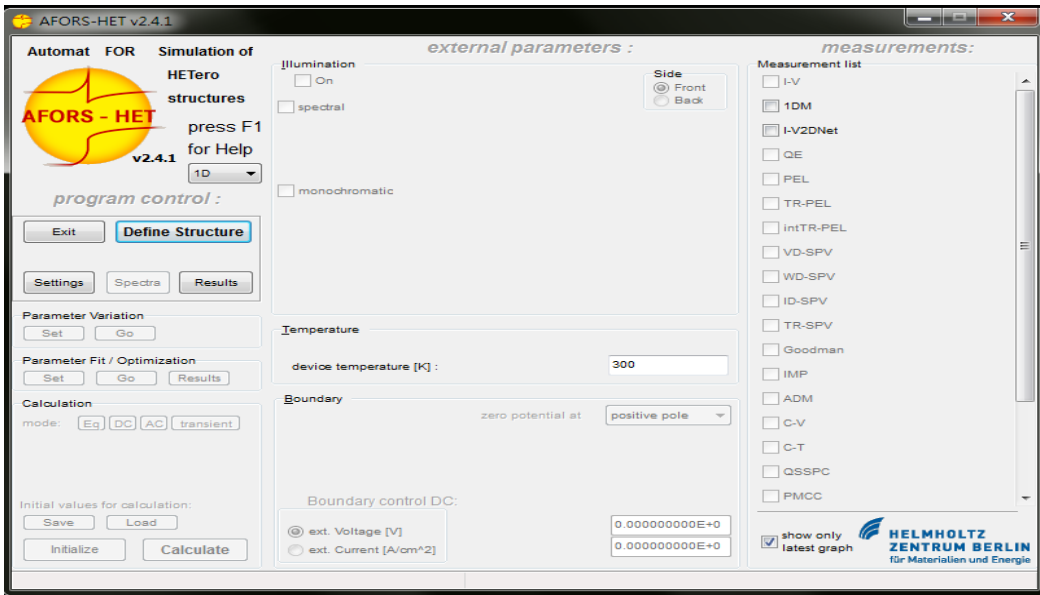 AFORS-HET v2.4.1
Automat FOR Simulation of
HETero
structures
AFORS - HET
press F1
for Help
v2.4.1
1D
program control :
Exit
Define Structure
Settings
Spectra
Results
Parameter Variation
Set
Go
Parameter Fit / Optimization
Set
Go
Results
Calculation
mode:
Eq
DC
AC
transient
Initial values for calculation:
Save
Load
Initialize
Calculate
external parameters :
Illumination
On
spectral
Side
Front
Back
monochromatic
Temperature
device temperature [K] :
300
Boundary
zero potential at
positive pole
Boundary control DC:
ext. Voltage [V]
0.000000000E+0
ext. Current [A/cm^2]
0.000000000E+0
measurements:
Measurement list
I-V
1DM
I-V2DNet
QE
PEL
TR-PEL
intTR-PEL
VD-SPV
WD-SPV
ID-SPV
TR-SPV
Goodman
IMP
ADM
C-V
C-T
QSSPC
PMCC
show only
latest graph
HELMHOLTZ
ZENTRUM BERLIN
für Materialien und Energie